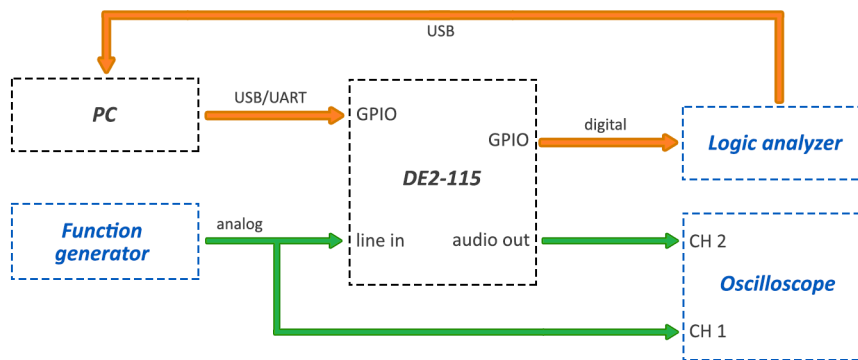 USB
PC
USB/UART
GPIO
GPIO
digital
Logic analyzer
DE2-115
Function
generator
analog
line in
audio out
CH 2
Oscilloscope
CH 1